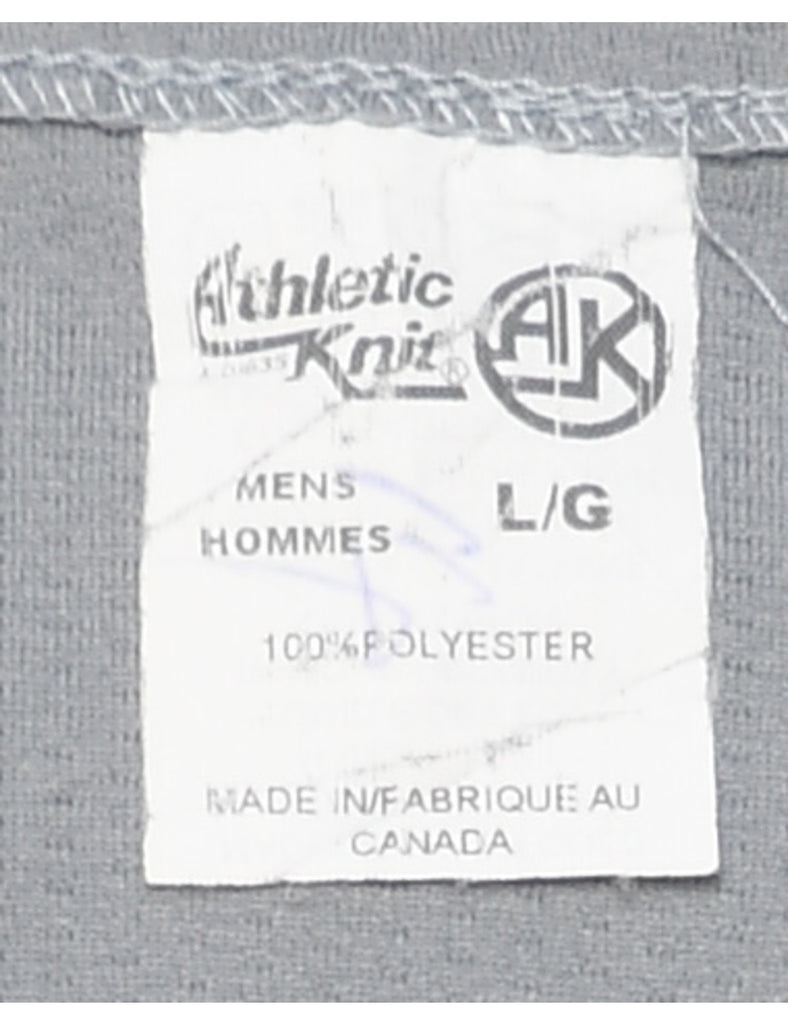 Athletic
Knit®
AK
MENS
HOMMES
L/G
100%POLYESTER
MADE IN/FABRIQUE AU
CANADA